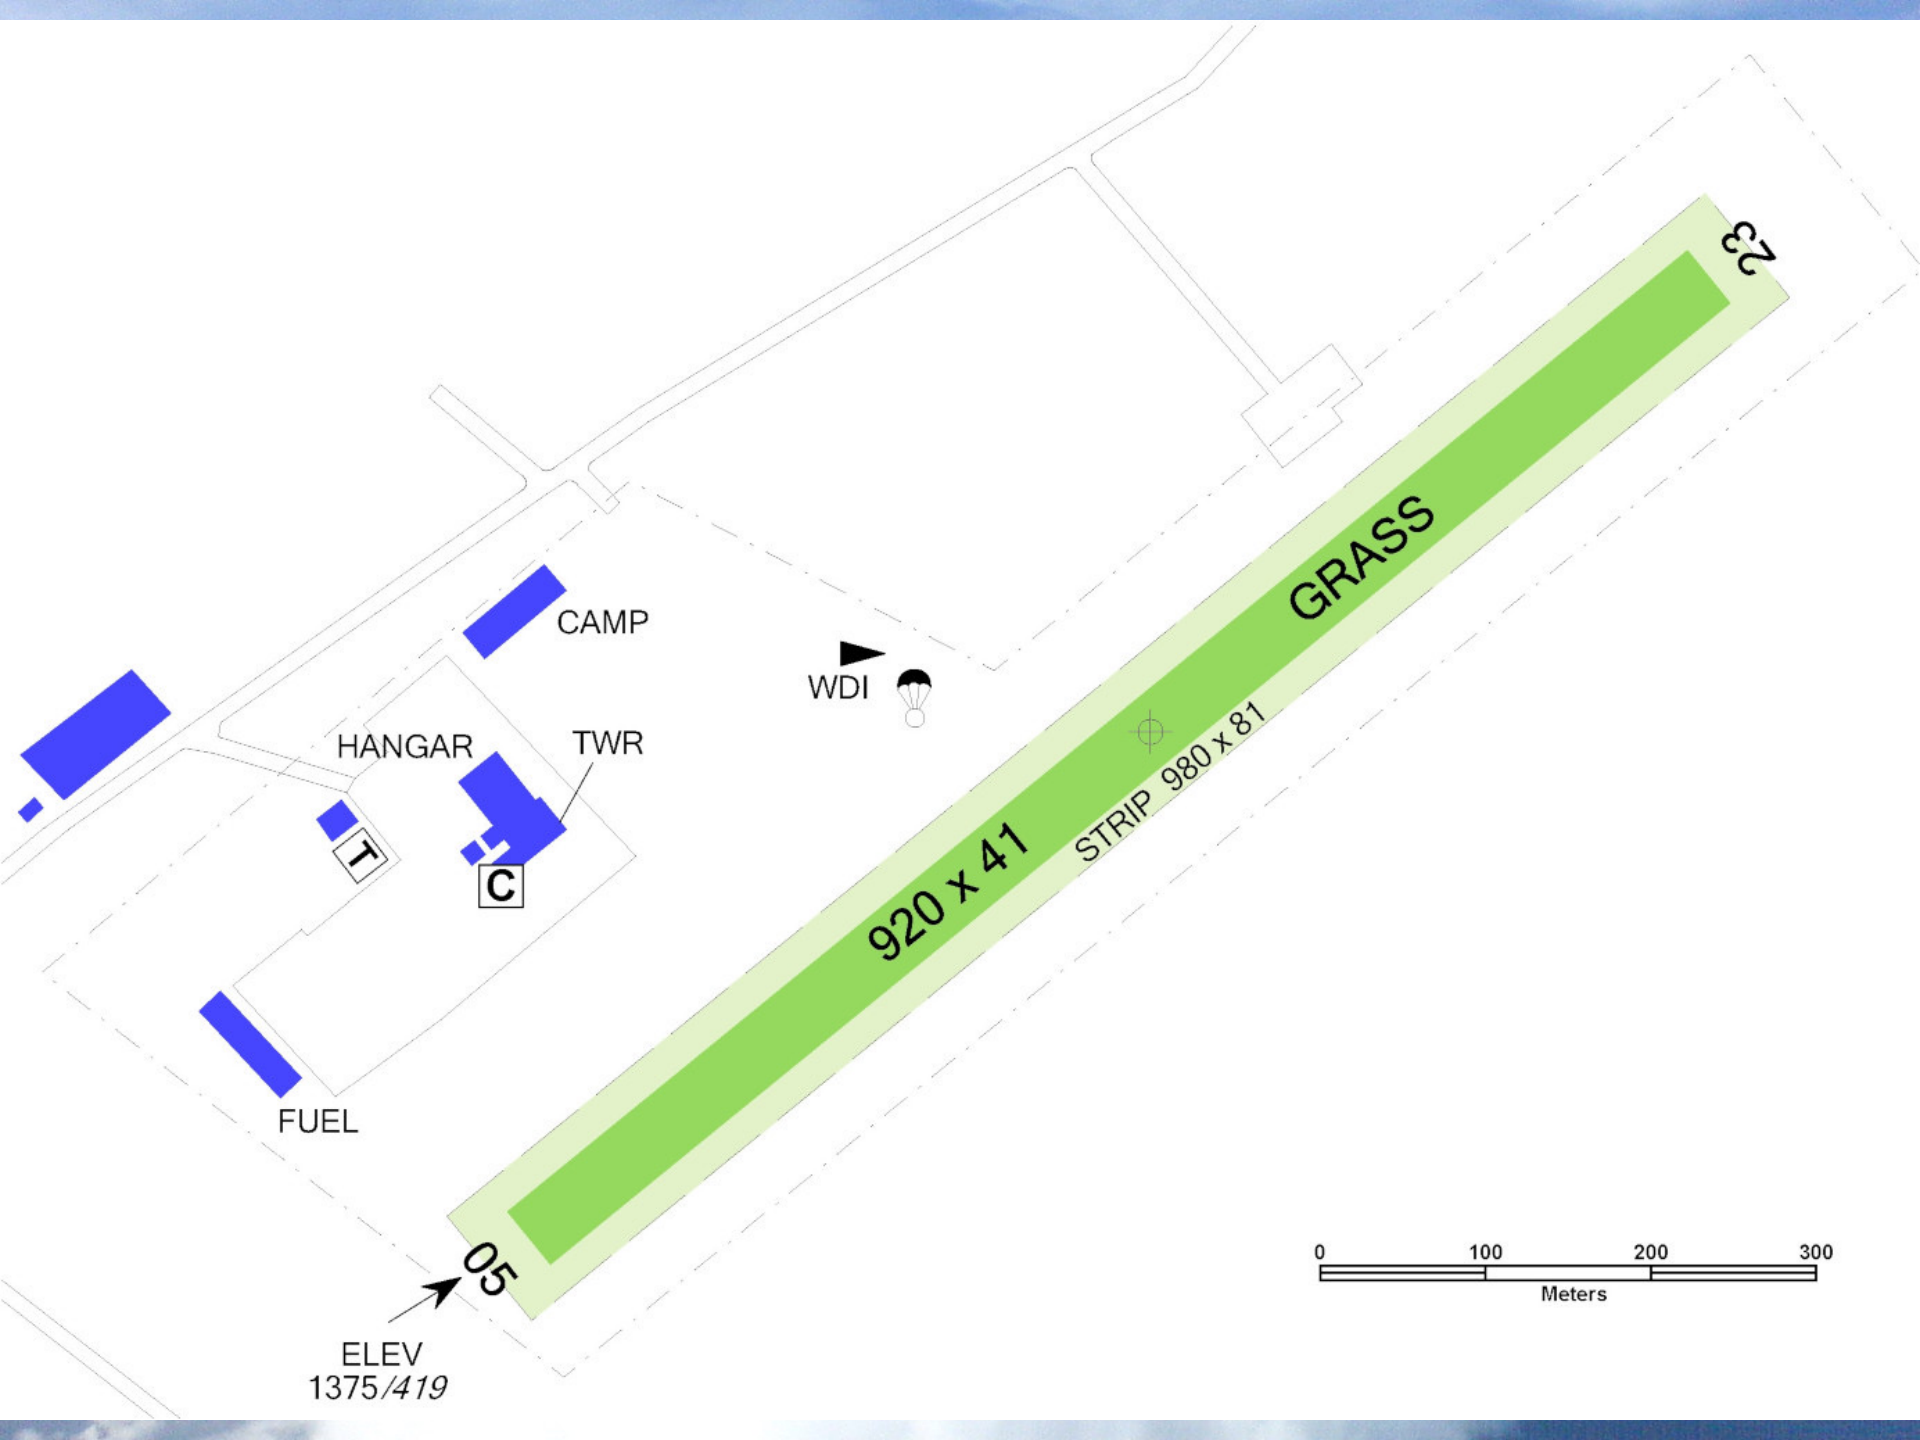 23
GRASS
CAMP
WDI
STRIP 980 x 81
HANGAR
TWR
920 x 41
T
C
FUEL
05
ELEV
1375/419
0 100 200 300
Meters